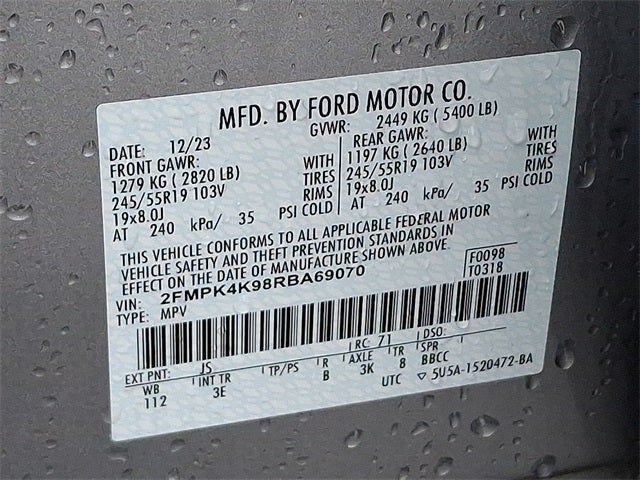 MFD. BY FORD MOTOR CO.
DATE: 12/23 GVWR: 2449 KG ( 5400 LB)
FRONT GAWR: WITH REAR GAWR: WITH
1279 KG ( 2820 LB) TIRES 1197 KG ( 2640 LB) TIRES
245/55R19 103V RIMS 245/55R19 103V RIMS
19x8.0J 19x8.0J
AT 240 kPa/ 35 PSI COLD AT 240 kPa/ 35 PSI COLD
THIS VEHICLE CONFORMS TO ALL APPLICABLE FEDERAL MOTOR
VEHICLE SAFETY AND THEFT PREVENTION STANDARDS IN
EFFECT ON THE DATE OF MANUFACTURE SHOWN ABOVE.
VIN: 2FMPK4K98RBA69070 F0098
TYPE: MPV T0318
EXT PNT: JS RC: 71 DSO:
WB INT TR TP/PS R AXLE TR SPR
112 3E B 3K 8 BBCC
UTC ▽ 5U5A-1520472-BA